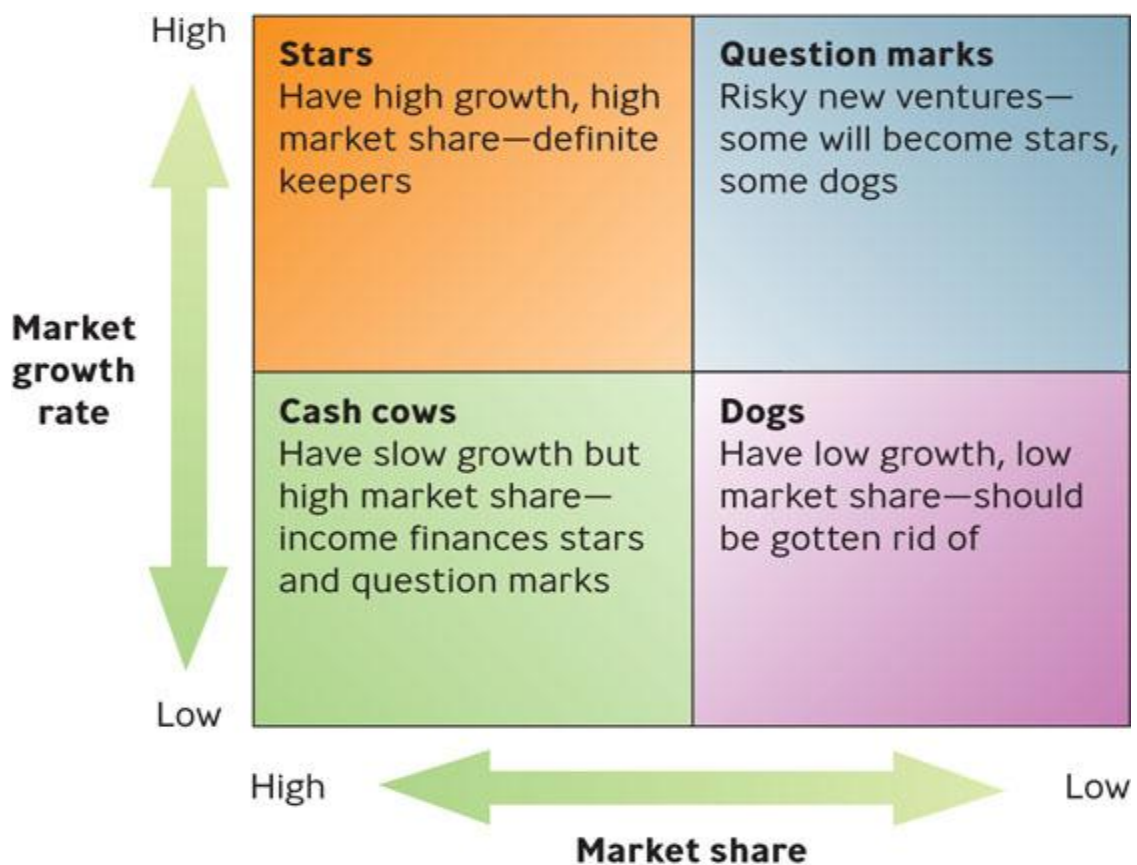 High
Stars
Have high growth, high
market share—definite
keepers
Question marks
Risky new ventures—
some will become stars,
some dogs
Market
growth
rate
Cash cows
Have slow growth but
high market share—
income finances stars
and question marks
Dogs
Have low growth, low
market share—should
be gotten rid of
Low
High
Low
Market share